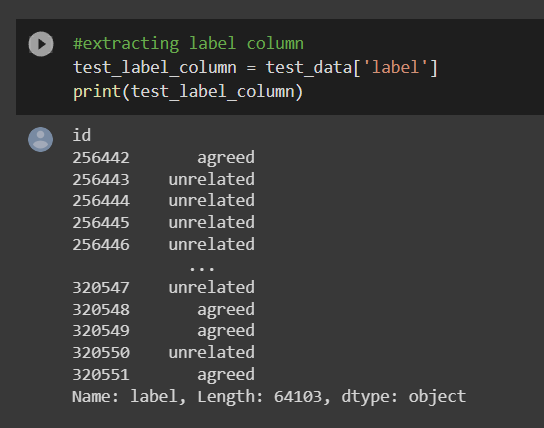 #extracting label column
test_label_column = test_data['label']
print(test_label_column)
id
256442       agreed
256443    unrelated
256444    unrelated
256445    unrelated
256446    unrelated
            ...
320547    unrelated
320548       agreed
320549       agreed
320550    unrelated
320551       agreed
Name: label, Length: 64103, dtype: object